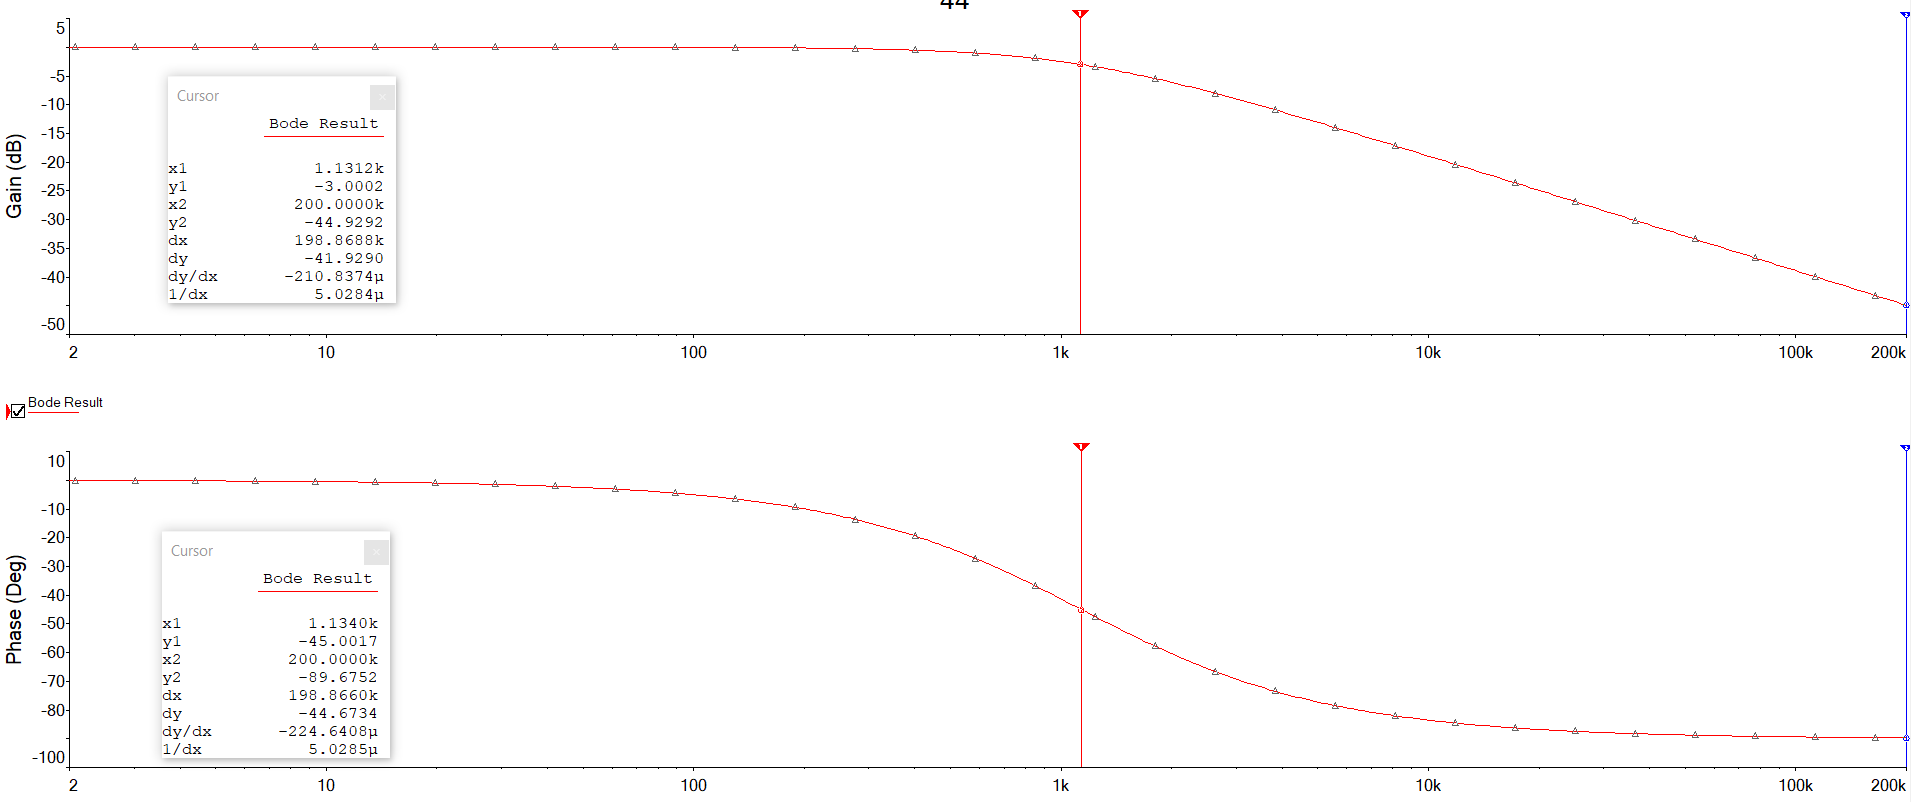 44
5
-5
-10
-15
-20
-25
-30
-35
-40
-50
Gain (dB)
Cursor
Bode Result
x1 1.1312k
y1 -3.0002
x2 200.0000k
y2 -44.9292
dx 198.8688k
dy -41.9290
dy/dx -210.8374µ
1/dx 5.0284µ
1
2 10 100 1k 10k 100k 200k
Bode Result
10
-10
-20
-30
-40
-50
-60
-70
-80
-100
Phase (Deg)
Cursor
Bode Result
x1 1.1340k
y1 -45.0017
x2 200.0000k
y2 -89.6752
dx 198.8660k
dy -44.6734
dy/dx -224.6408µ
1/dx 5.0285µ
1
2 10 100 1k 10k 100k 200k